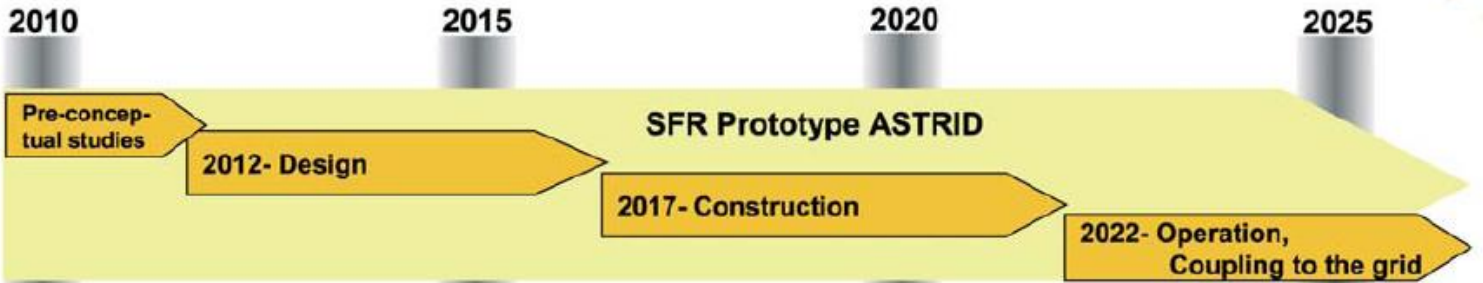 2010 2015 2020 2025
SFR Prototype ASTRID
Pre-concep-
tual studies
2012- Design
2017- Construction
2022- Operation,
Coupling to the grid